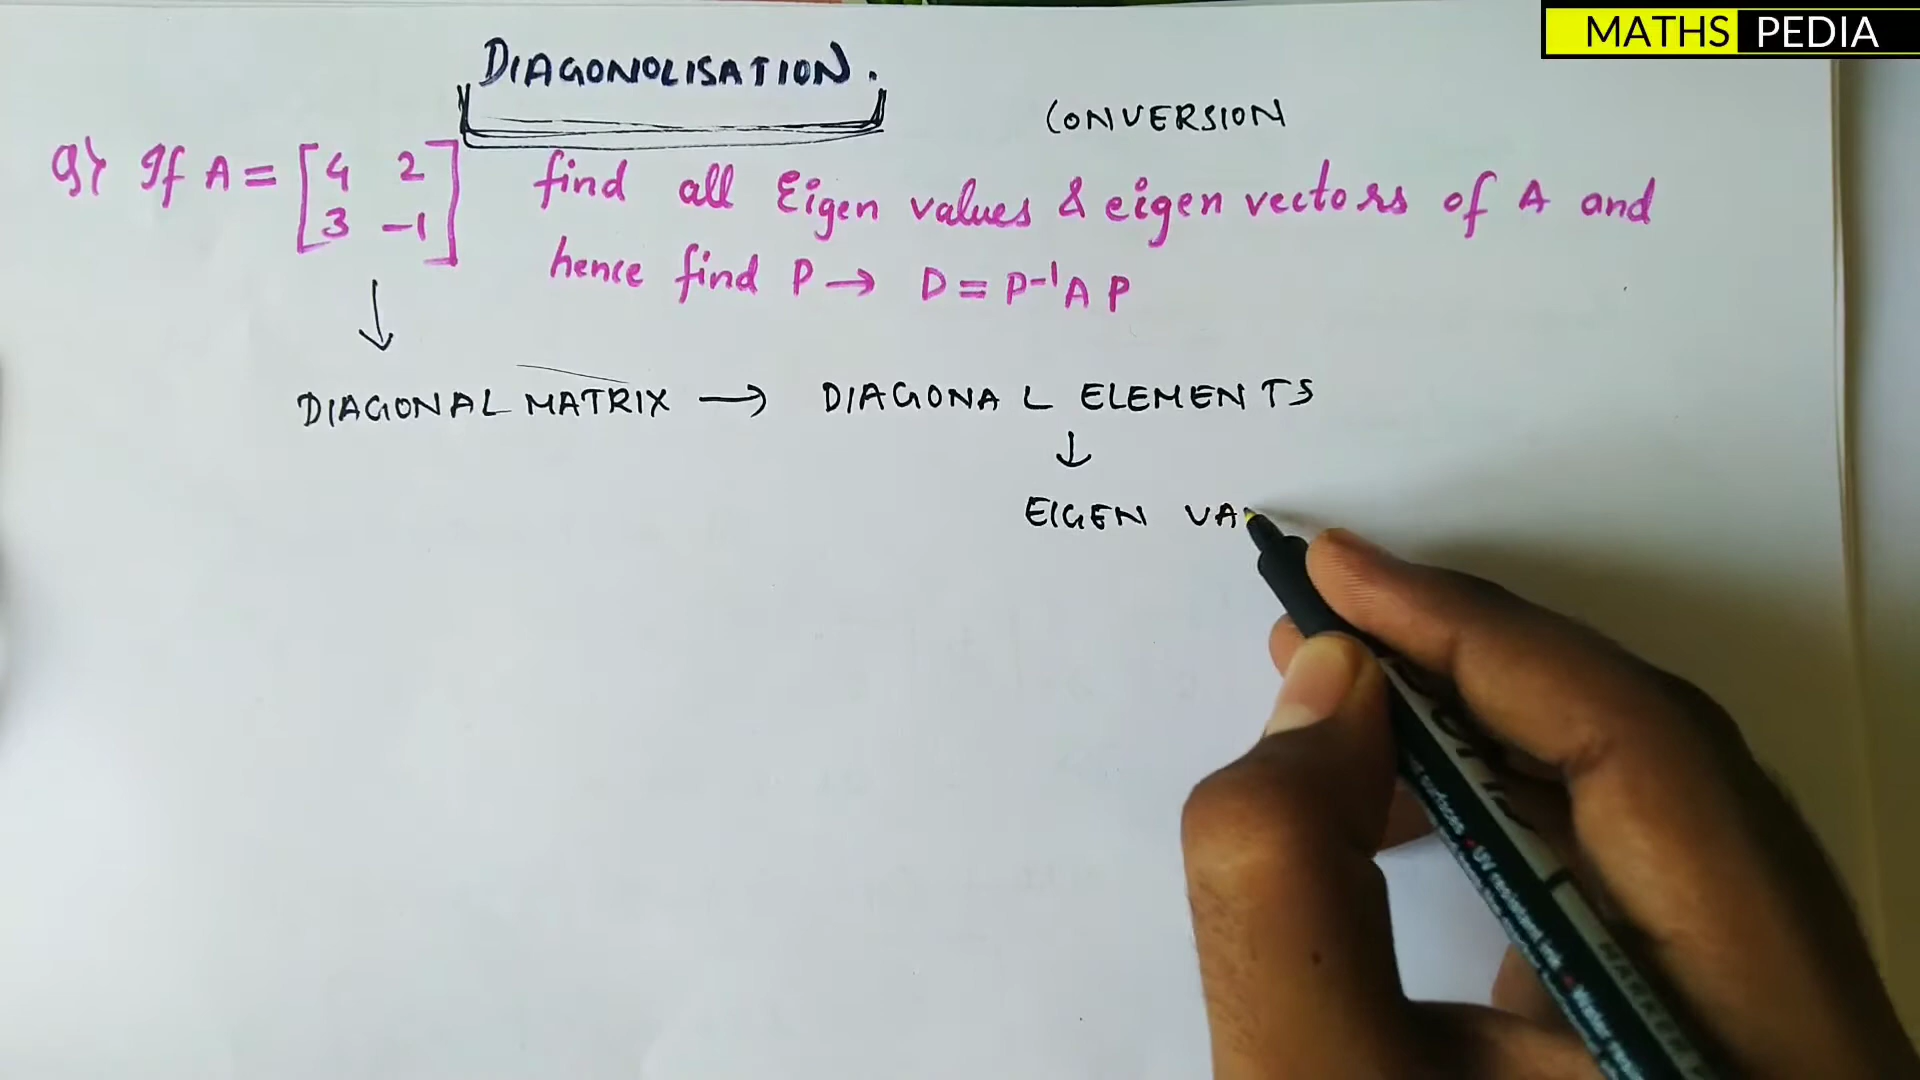 MATHS PEDIA
DIAGONOLISATION.
CONVERSION
Q) If A = [4 2
3 -1] find all Eigen values & eigen vectors of A and
hence find P → D = P-1A P
↓
DIAGONAL MATRIX → DIAGONAL ELEMENTS
↓
EIGEN VA